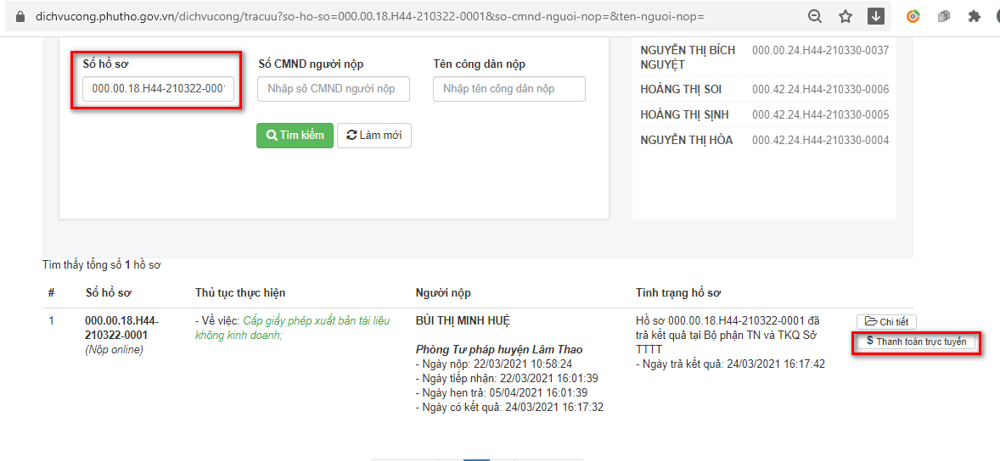 dichvucong.phutho.gov.vn/dichvucong/tracuu?so-ho-so=000.00.18.H44-210322-0001&so-cmnd-nguoi-nop=&ten-nguoi-nop=
Số hồ sơ
Số CMND người nộp
Tên công dân nộp
000.00.18.H44-210322-000
Nhập số CMND người nộp
Nhập tên công dân nộp
Tìm kiếm
Làm mới
NGUYỄN THỊ BÍCH
NGUYỆT
000.00.24.H44-210330-0037
HOÀNG THỊ SOI
000.42.24.H44-210330-0006
HOÀNG THỊ SỊNH
000.42.24.H44-210330-0005
NGUYỄN THỊ HÒA
000.42.24.H44-210330-0004
Tìm thấy tổng số 1 hồ sơ
#
Số hồ sơ
Thủ tục thực hiện
Người nộp
Tình trạng hồ sơ
1
000.00.18.H44-
210322-0001
(Nộp online)
- Về việc: Cấp giấy phép xuất bản tài liệu
không kinh doanh;
BÙI THỊ MINH HUỆ
Phòng Tư pháp huyện Lâm Thao
- Ngày nộp: 22/03/2021 10:58:24
- Ngày tiếp nhận: 22/03/2021 16:01:39
- Ngày hẹn trả: 05/04/2021 16:01:39
- Ngày có kết quả: 24/03/2021 16:17:32
Hồ sơ 000.00.18.H44-210322-0001 đã
trả kết quả tại Bộ phận TN và TKQ Sở
TTTT
- Ngày trả kết quả: 24/03/2021 16:17:42
Chi tiết
$ Thanh toán trực tuyến